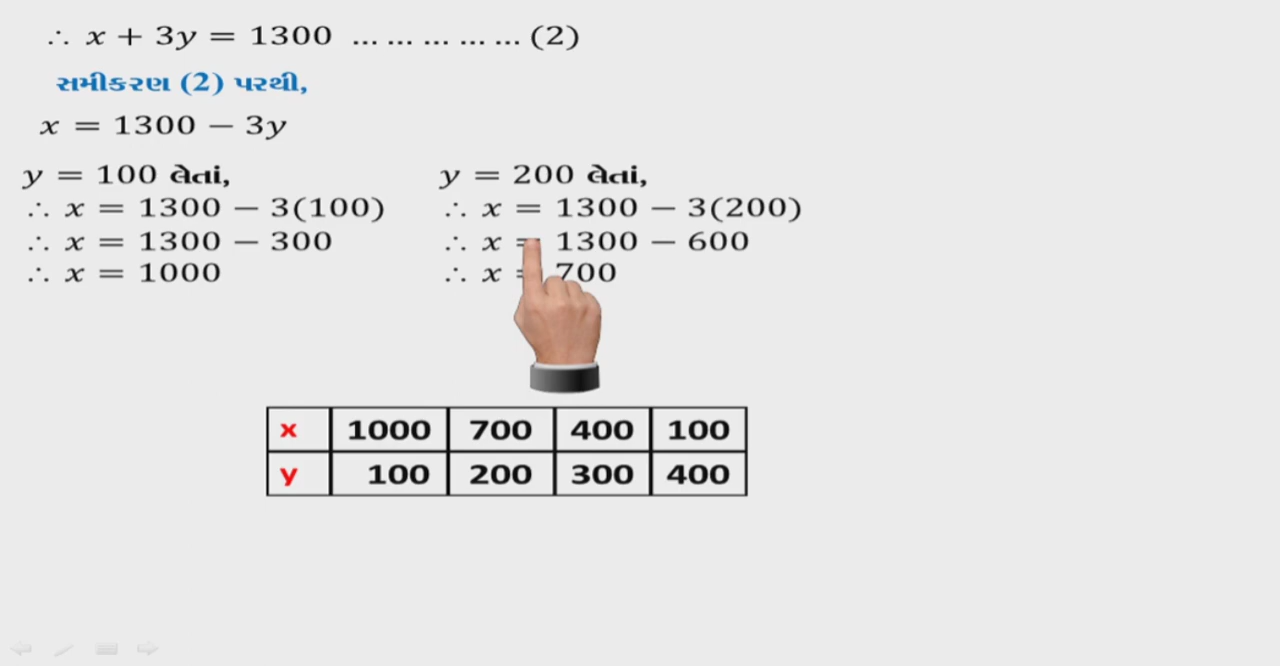 ∴ x + 3y = 1300 ... ... ... ... ... (2)
સમીકરણ (2) પરથી,
x = 1300 − 3y
y = 100 લેતાં,
∴ x = 1300 − 3(100)
∴ x = 1300 − 300
∴ x = 1000
y = 200 લેતાં,
∴ x = 1300 − 3(200)
∴ x = 1300 − 600
∴ x = 700
x 1000 700 400 100
y 100 200 300 400